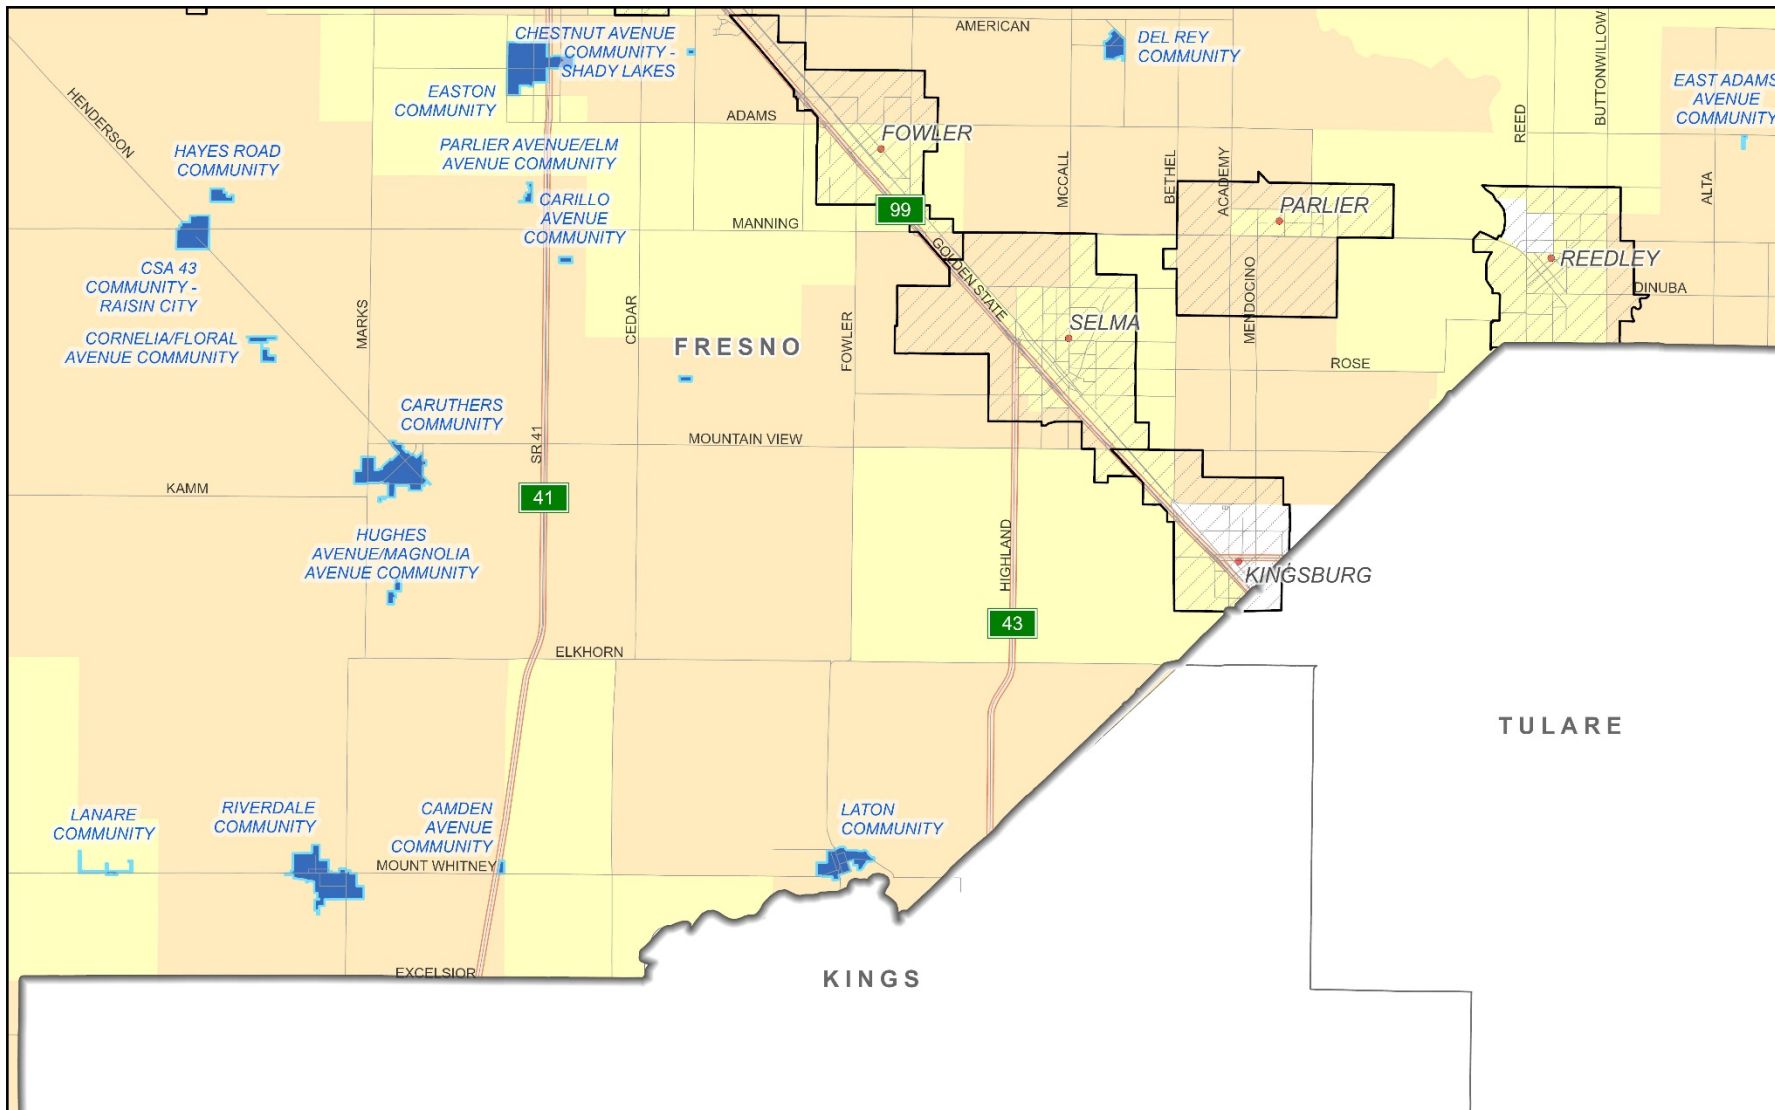 AMERICAN
CHESTNUT AVENUE
COMMUNITY -
SHADY LAKES
DEL REY
COMMUNITY
BUTTONWILLOW
EASTON
COMMUNITY
EAST ADAMS
AVENUE
COMMUNITY
HENDERSON
ADAMS
FOWLER
REED
HAYES ROAD
COMMUNITY
PARLIER AVENUE/ELM
AVENUE COMMUNITY
MCCALL
BETHEL
ACADEMY
ALTA
CARILLO
AVENUE
COMMUNITY
99
PARLIER
MANNING
GOLDEN STATE
REEDLEY
CSA 43
COMMUNITY -
RAISIN CITY
DINUBA
MARKS
CEDAR
FOWLER
MENDOCINO
SELMA
CORNELIA/FLORAL
AVENUE COMMUNITY
FRESNO
ROSE
CARUTHERS
COMMUNITY
SR 41
MOUNTAIN VIEW
KAMM
41
HUGHES
AVENUE/MAGNOLIA
AVENUE COMMUNITY
HIGHLAND
KINGSBURG
43
ELKHORN
TULARE
LANARE
COMMUNITY
RIVERDALE
COMMUNITY
CAMDEN
AVENUE
COMMUNITY
LATON
COMMUNITY
MOUNT WHITNEY
EXCELSIOR
KINGS